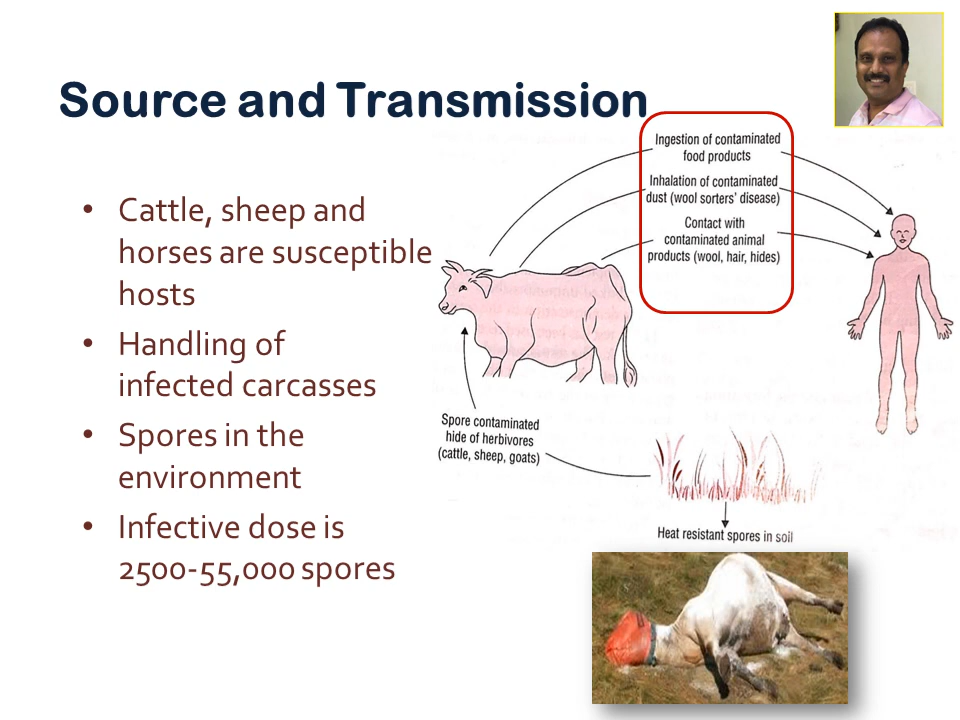 Source and Transmission
• Cattle, sheep and
horses are susceptible
hosts
• Handling of
infected carcasses
• Spores in the
environment
• Infective dose is
2500-55,000 spores
Ingestion of contaminated
food products
Inhalation of contaminated
dust (wool sorters' disease)
Contact with
contaminated animal
products (wool, hair, hides)
Spore contaminated
hide of herbivores
(cattle, sheep, goats)
Heat resistant spores in soil